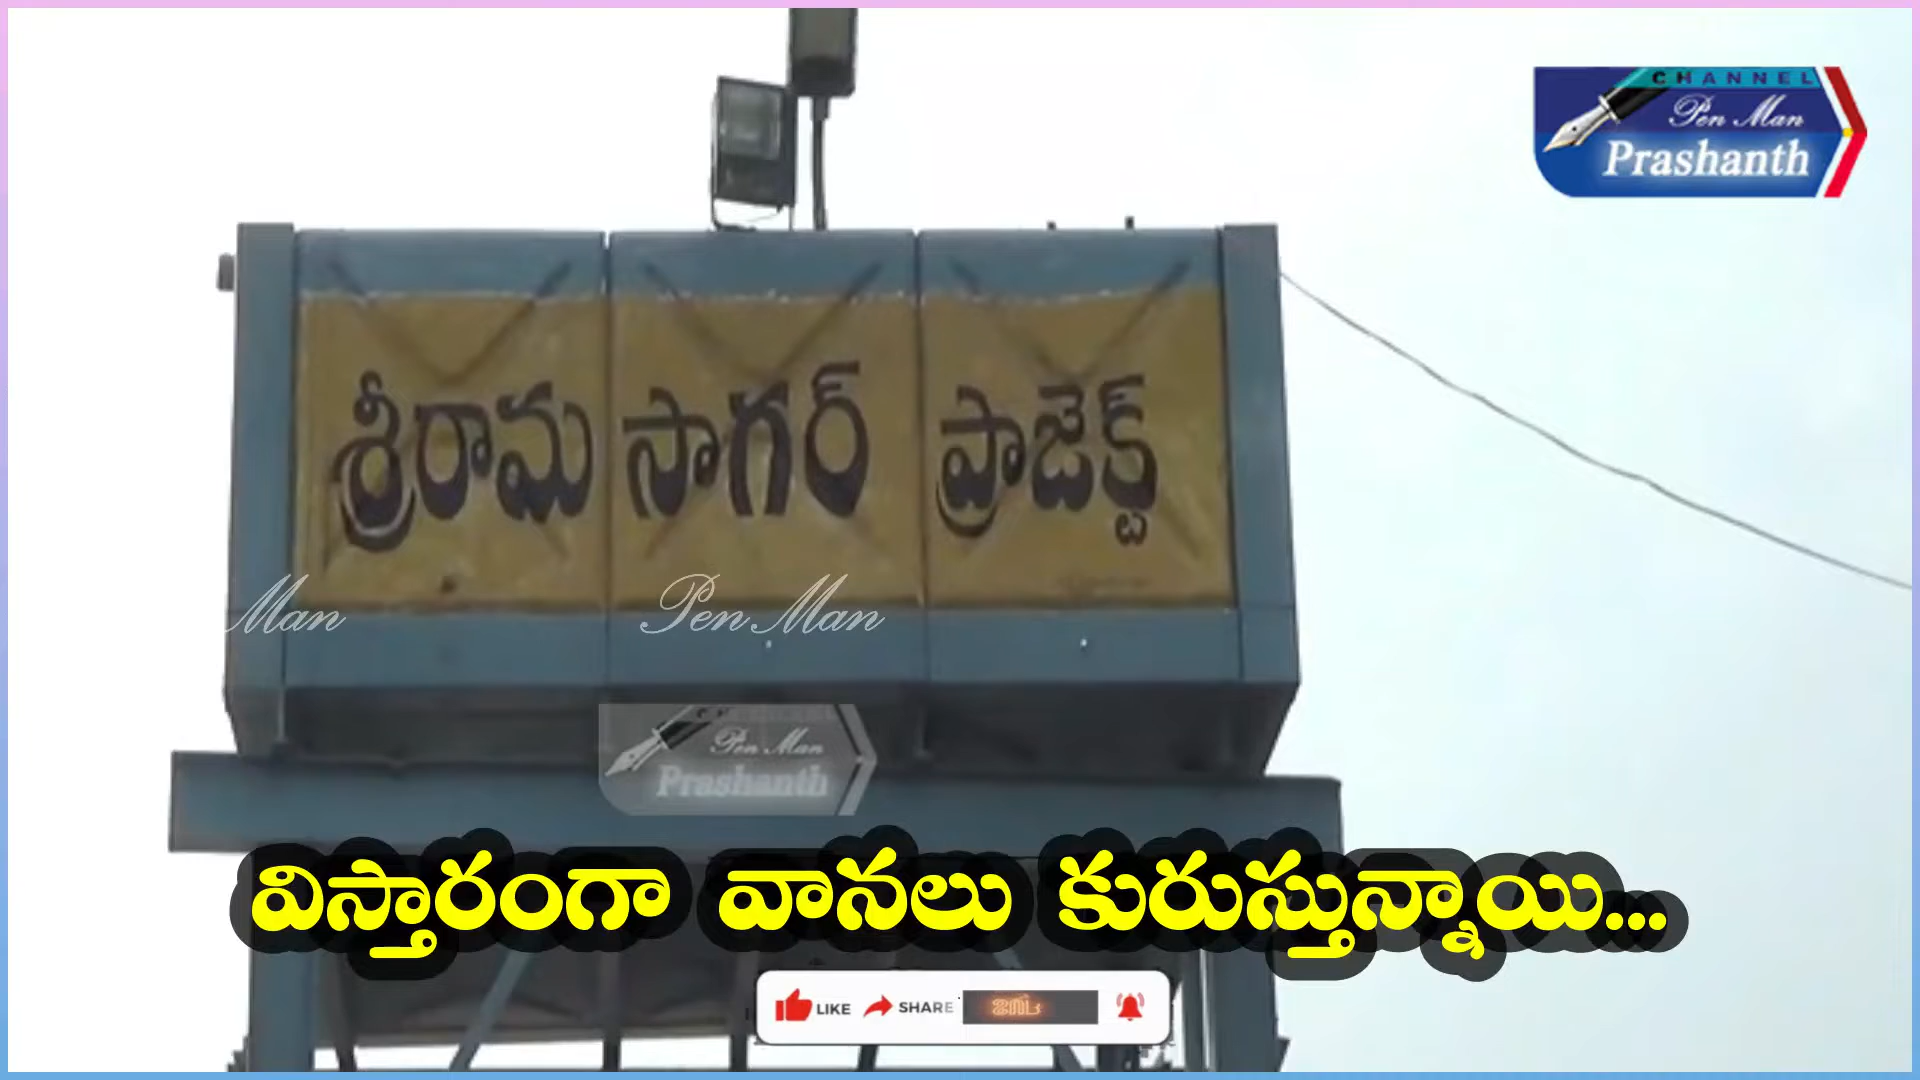 CHANNEL
Pen Man
Prashanth
శ్రీరామ సాగర్ ప్రాజెక్ట్
Man
Pen Man
Pen Man
Prashanth
విస్తారంగా వానలు కురుస్తున్నాయి...
LIKE SHARE